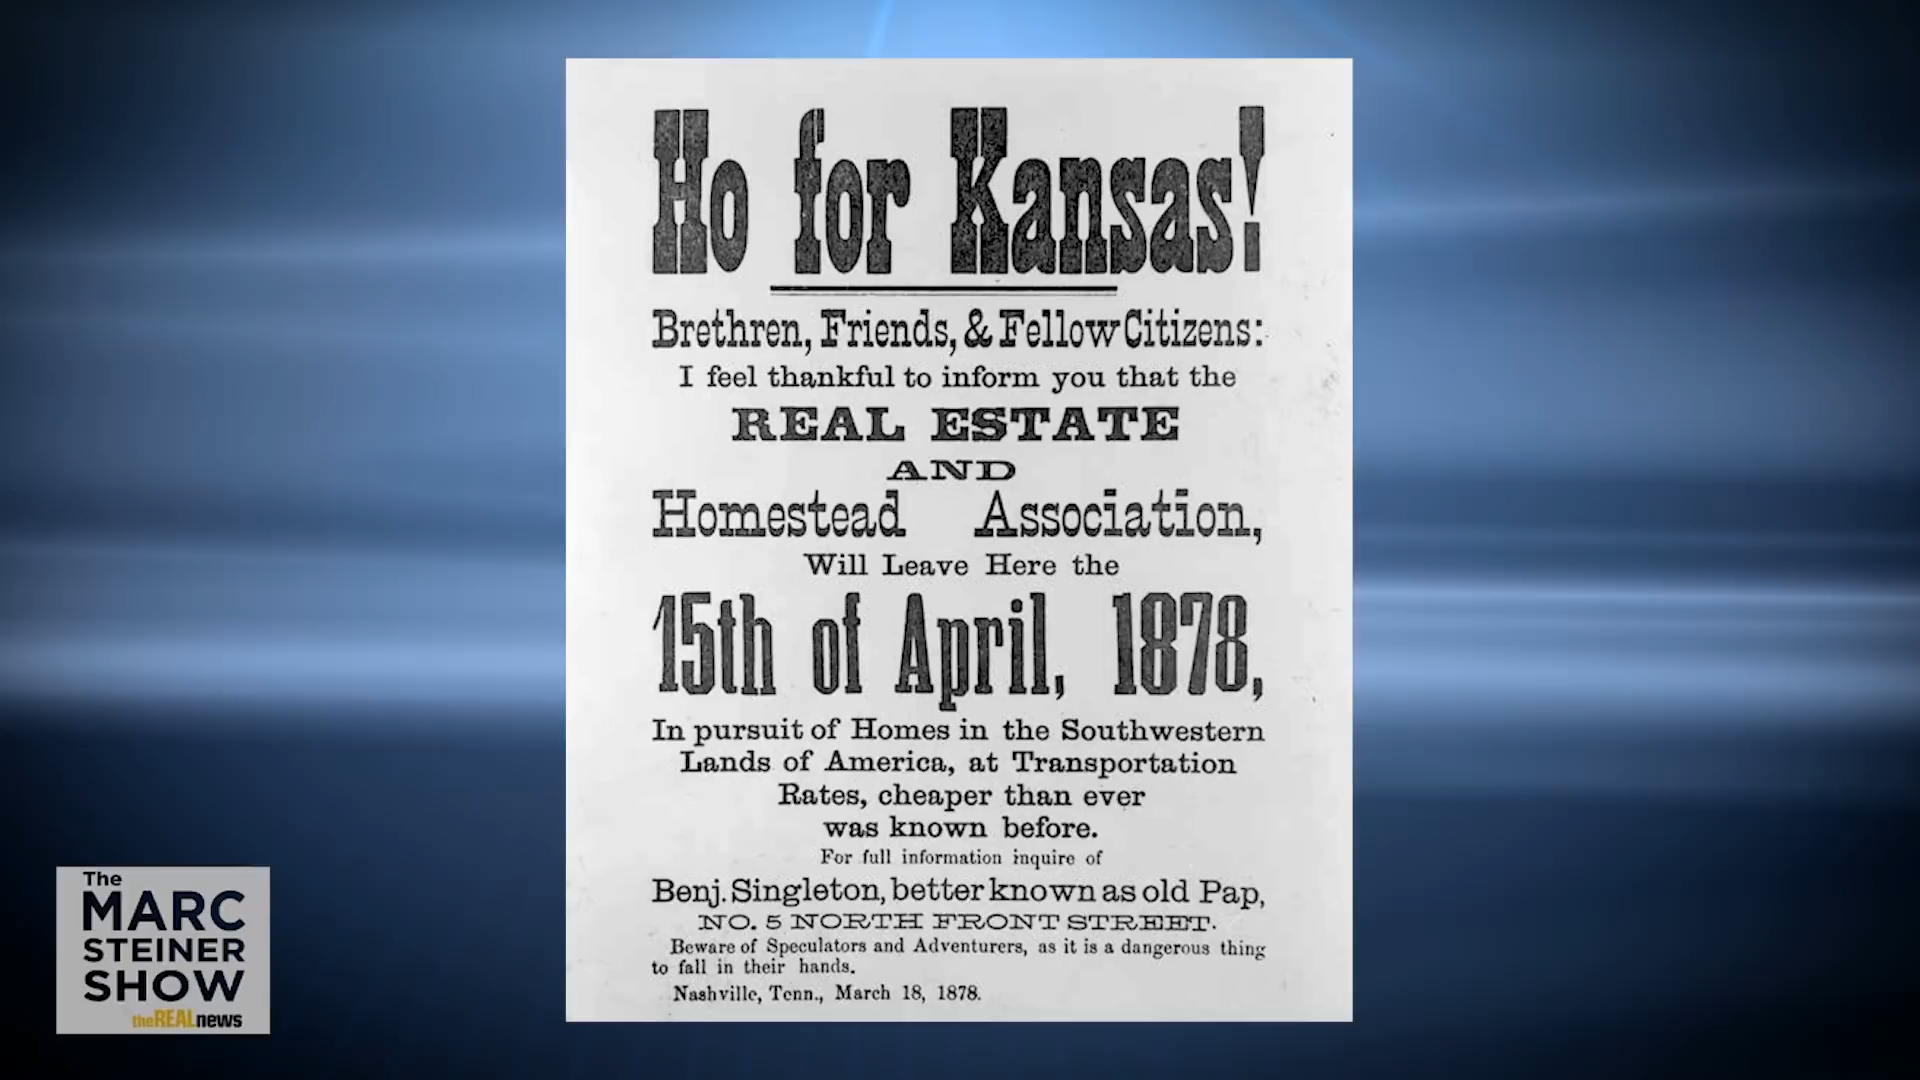 Ho for Kansas!
Brethren, Friends, & Fellow Citizens:
I feel thankful to inform you that the
REAL ESTATE
AND
Homestead Association,
Will Leave Here the
15th of April, 1878,
In pursuit of Homes in the Southwestern
Lands of America, at Transportation
Rates, cheaper than ever
was known before.
For full information inquire of
Benj. Singleton, better known as old Pap,
NO. 5 NORTH FRONT STREET.
Beware of Speculators and Adventurers, as it is a dangerous thing
to fall in their hands.
Nashville, Tenn., March 18, 1878.
The
MARC
STEINER
SHOW
theREALnews